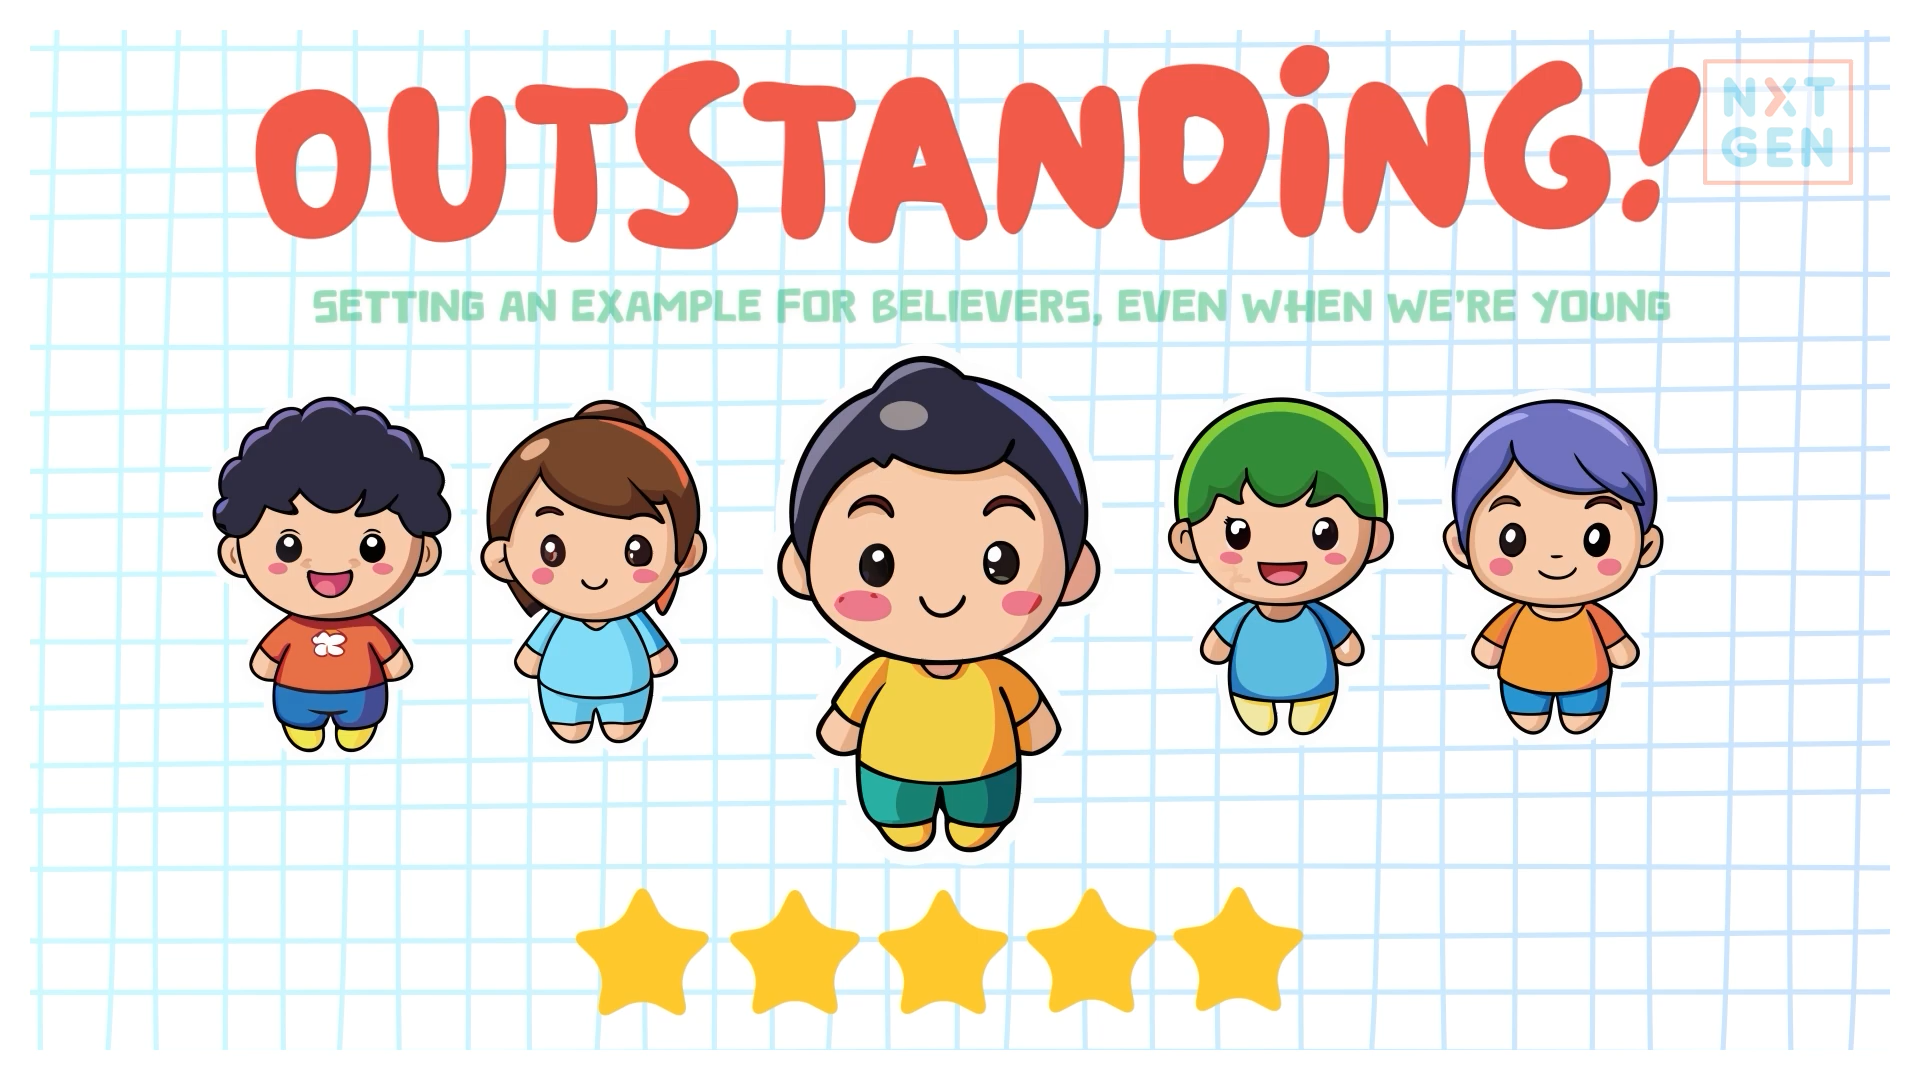 OUTSTANDiNG!
NXT
GEN
SETTING AN EXAMPLE FOR BELIEVERS, EVEN WHEN WE'RE YOUNG